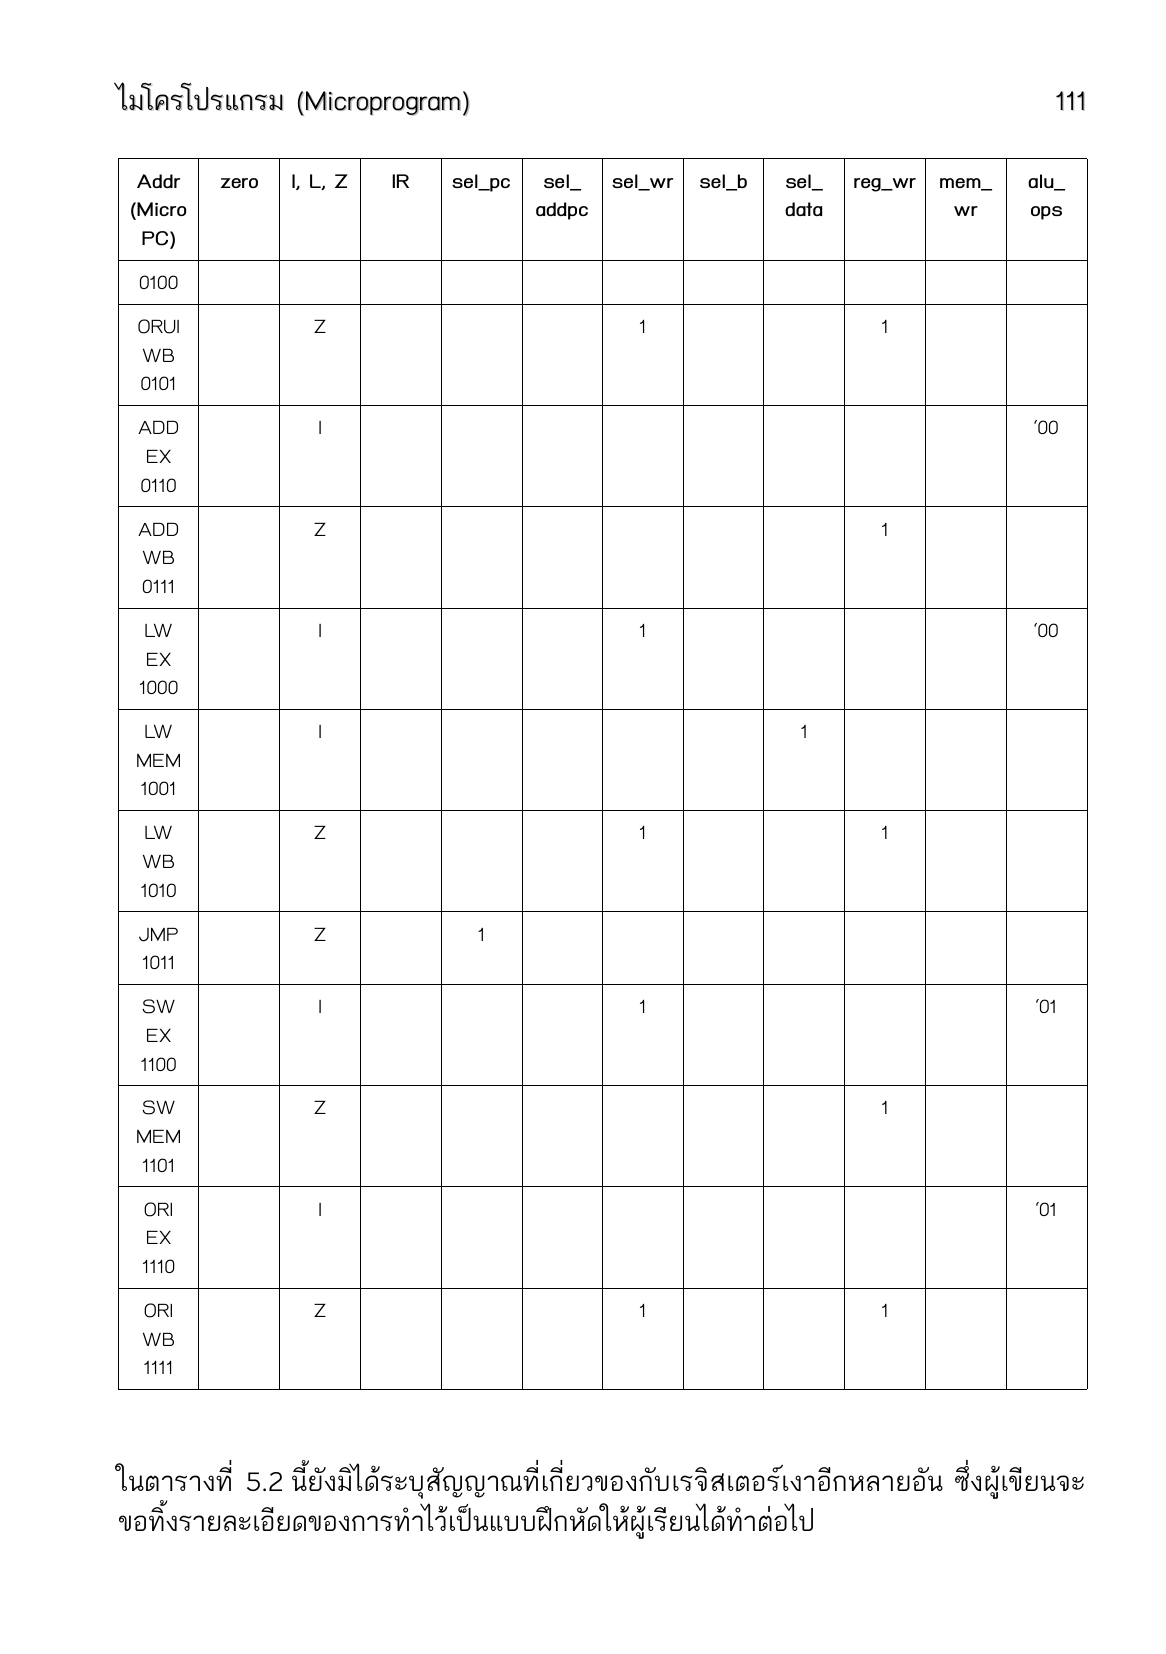 ไมโครโปรแกรม (Microprogram) 111
Addr zero I, L, Z IR sel_pc sel_ sel_wr sel_b sel_ reg_wr mem_ alu_
(Micro addpc data wr ops
PC)
0100
ORUI Z 1 1
WB
0101
ADD I ‘00
EX
0110
ADD Z 1
WB
0111
LW I 1 ‘00
EX
1000
LW I 1
MEM
1001
LW Z 1 1
WB
1010
JMP Z 1
1011
SW I 1 ‘01
EX
1100
SW Z 1
MEM
1101
ORI I ‘01
EX
1110
ORI Z 1 1
WB
1111
ในตารางที่ 5.2 นี้ยังมิได้ระบุสัญญาณที่เกี่ยวของกับเรจิสเตอร์เงาอีกหลายอัน ซึ่งผู้เขียนจะ
ขอทิ้งรายละเอียดของการทำไว้เป็นแบบฝึกหัดให้ผู้เรียนได้ทำต่อไป